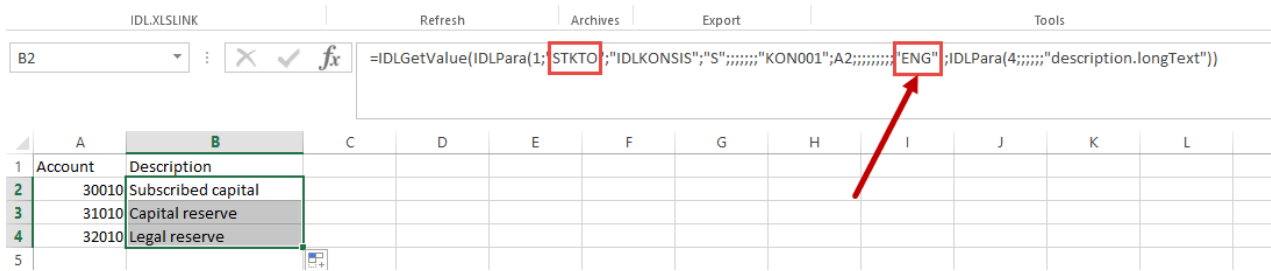 IDL.XLSLINK Refresh Archives Export Tools
B2 fx =IDLGetValue(IDLPara(1;"STKTO";"IDLKONSIS";"S";;;;;;;"KON001";A2;;;;;;;;;"ENG");IDLPara(4;;;;;;"description.longText"))
A B C D E F G H I J K L
1 Account Description
2 30010 Subscribed capital
3 31010 Capital reserve
4 32010 Legal reserve
5